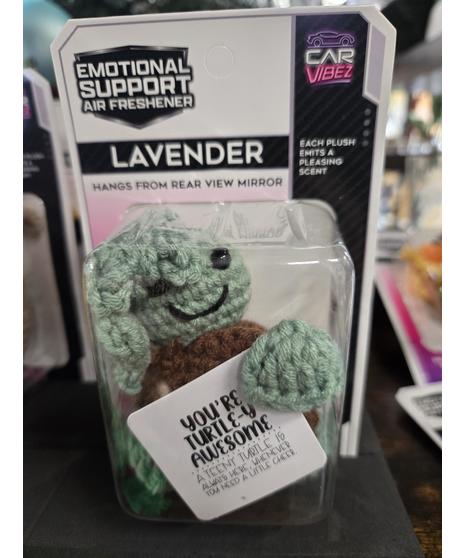 EMOTIONAL
SUPPORT
AIR FRESHENER
CAR
VIBEZ
LAVENDER
HANGS FROM REAR VIEW MIRROR
EACH PLUSH
EMITS A
PLEASING
SCENT
YOU'RE
TURTLE-Y
AWESOME
A TEENY TURTLE IS
ALWAYS HERE, WHENEVER
YOU NEED A LITTLE CHEER.